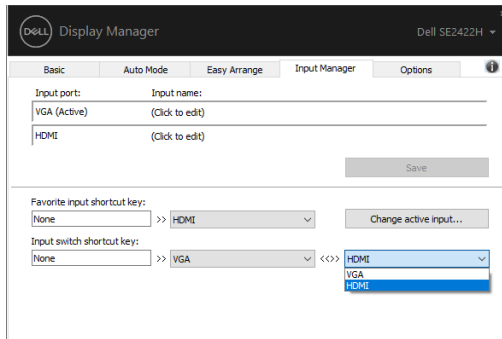 DELL Display Manager Dell SE2422H
Basic Auto Mode Easy Arrange Input Manager Options i
Input port: Input name:
VGA (Active) (Click to edit)
HDMI (Click to edit)
Save
Favorite input shortcut key:
None >> HDMI Change active input...
Input switch shortcut key:
None >> VGA <<>> HDMI
VGA
HDMI